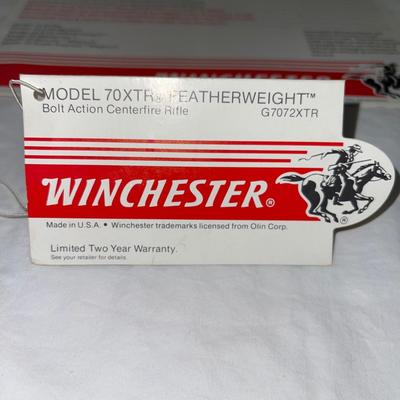 WINCHESTER
MODEL 70XTR® FEATHERWEIGHT™
Bolt Action Centerfire Rifle G7072XTR
WINCHESTER®
®
Made in U.S.A. • Winchester trademarks licensed from Olin Corp.
Limited Two Year Warranty.
See your retailer for details.